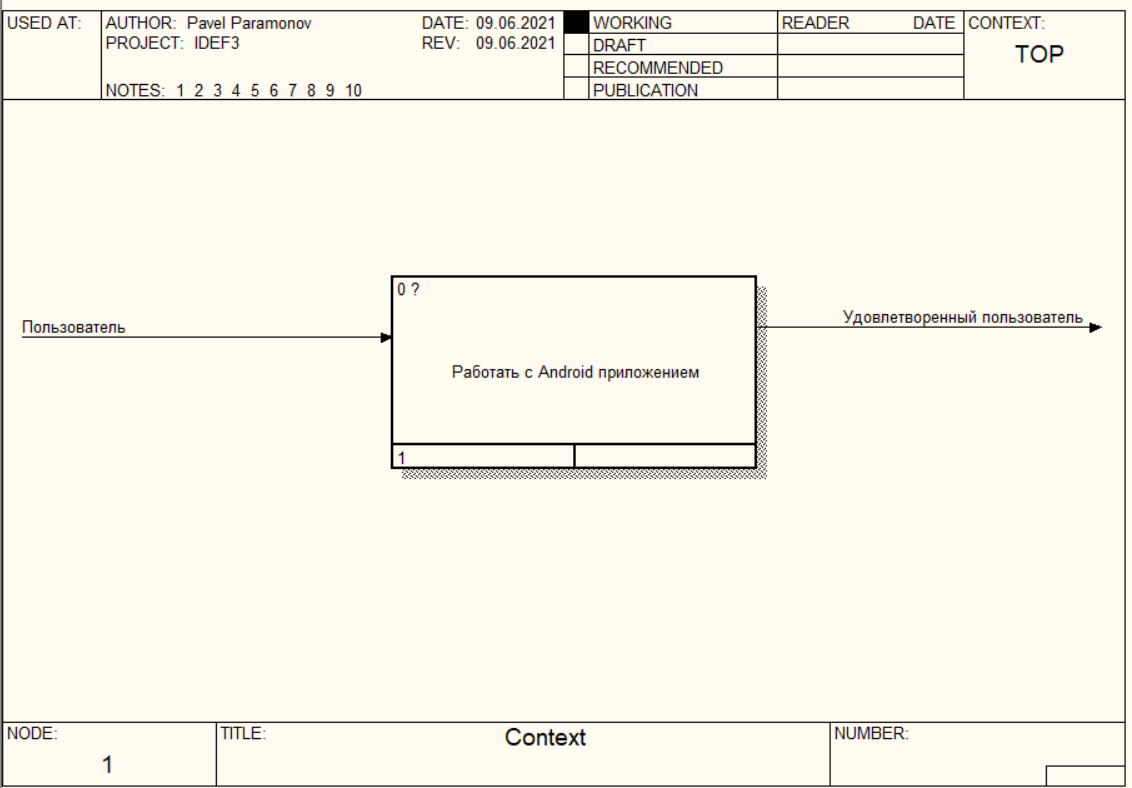 USED AT:
AUTHOR: Pavel Paramonov
DATE: 09.06.2021
PROJECT: IDEF3
REV: 09.06.2021
NOTES: 1 2 3 4 5 6 7 8 9 10
WORKING
DRAFT
RECOMMENDED
PUBLICATION
READER DATE
CONTEXT:
TOP
0 ?
Пользователь
Удовлетворенный пользователь
Работать с Android приложением
1
NODE:
1
TITLE:
Context
NUMBER: